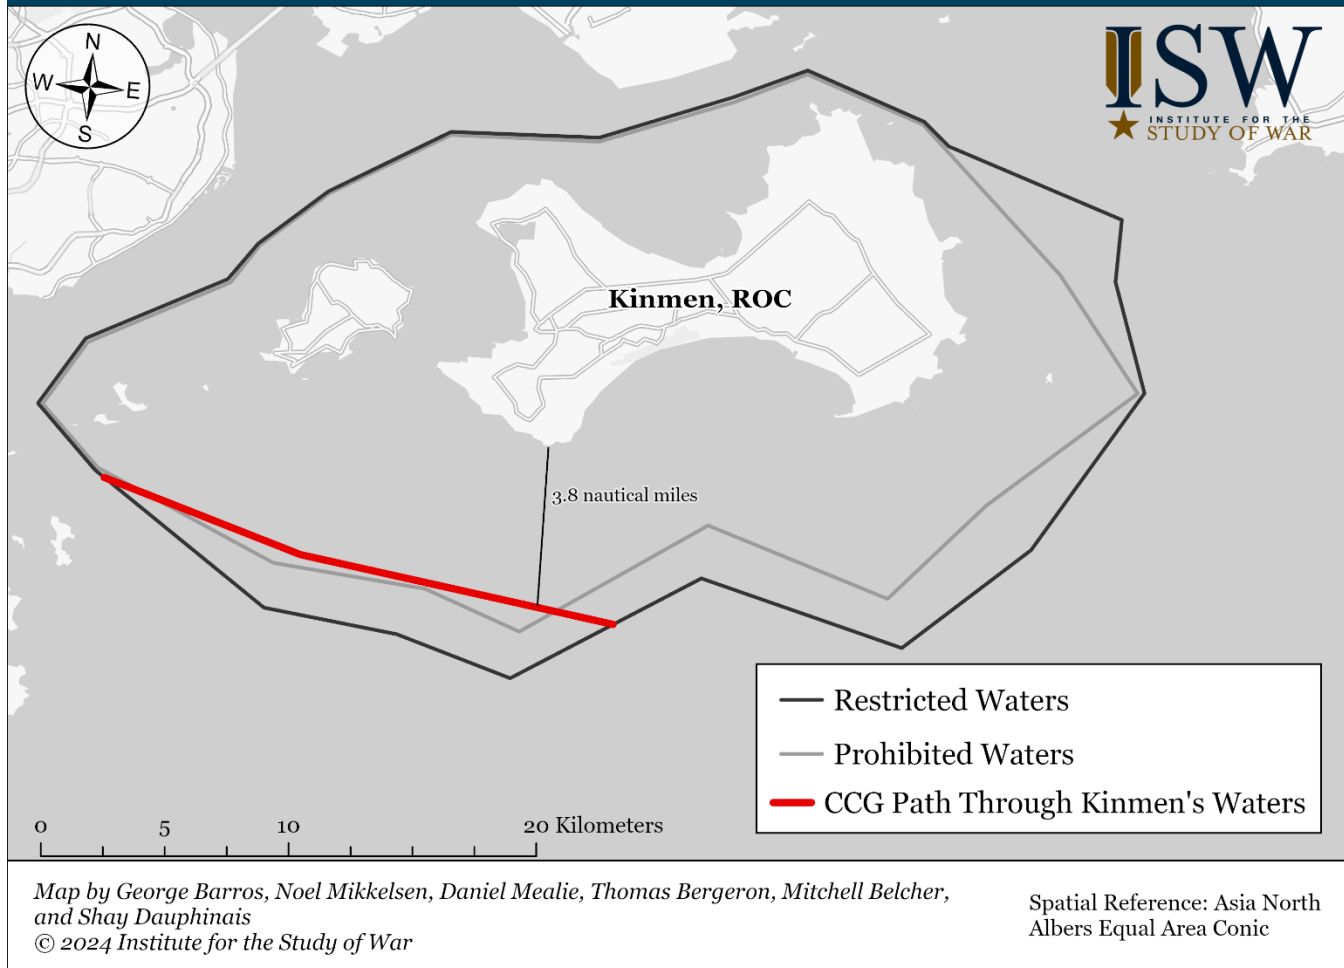 N
W
E
S
ISW
INSTITUTE FOR THE
STUDY OF WAR
Kinmen, ROC
3.8 nautical miles
Restricted Waters
Prohibited Waters
CCG Path Through Kinmen's Waters
0 5 10 20 Kilometers
Map by George Barros, Noel Mikkelsen, Daniel Mealie, Thomas Bergeron, Mitchell Belcher,
and Shay Dauphinais
© 2024 Institute for the Study of War
Spatial Reference: Asia North
Albers Equal Area Conic